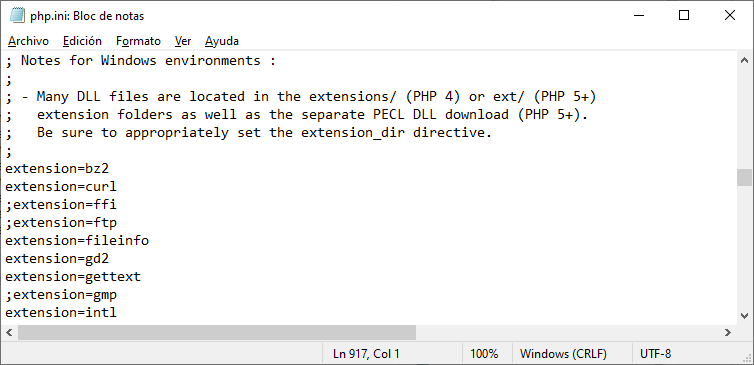 php.ini: Bloc de notas
Archivo Edición Formato Ver Ayuda
; Notes for Windows environments :
;
; - Many DLL files are located in the extensions/ (PHP 4) or ext/ (PHP 5+)
;   extension folders as well as the separate PECL DLL download (PHP 5+).
;   Be sure to appropriately set the extension_dir directive.
;
extension=bz2
extension=curl
;extension=ffi
;extension=ftp
extension=fileinfo
extension=gd2
extension=gettext
;extension=gmp
extension=intl
Ln 917, Col 1 100% Windows (CRLF) UTF-8